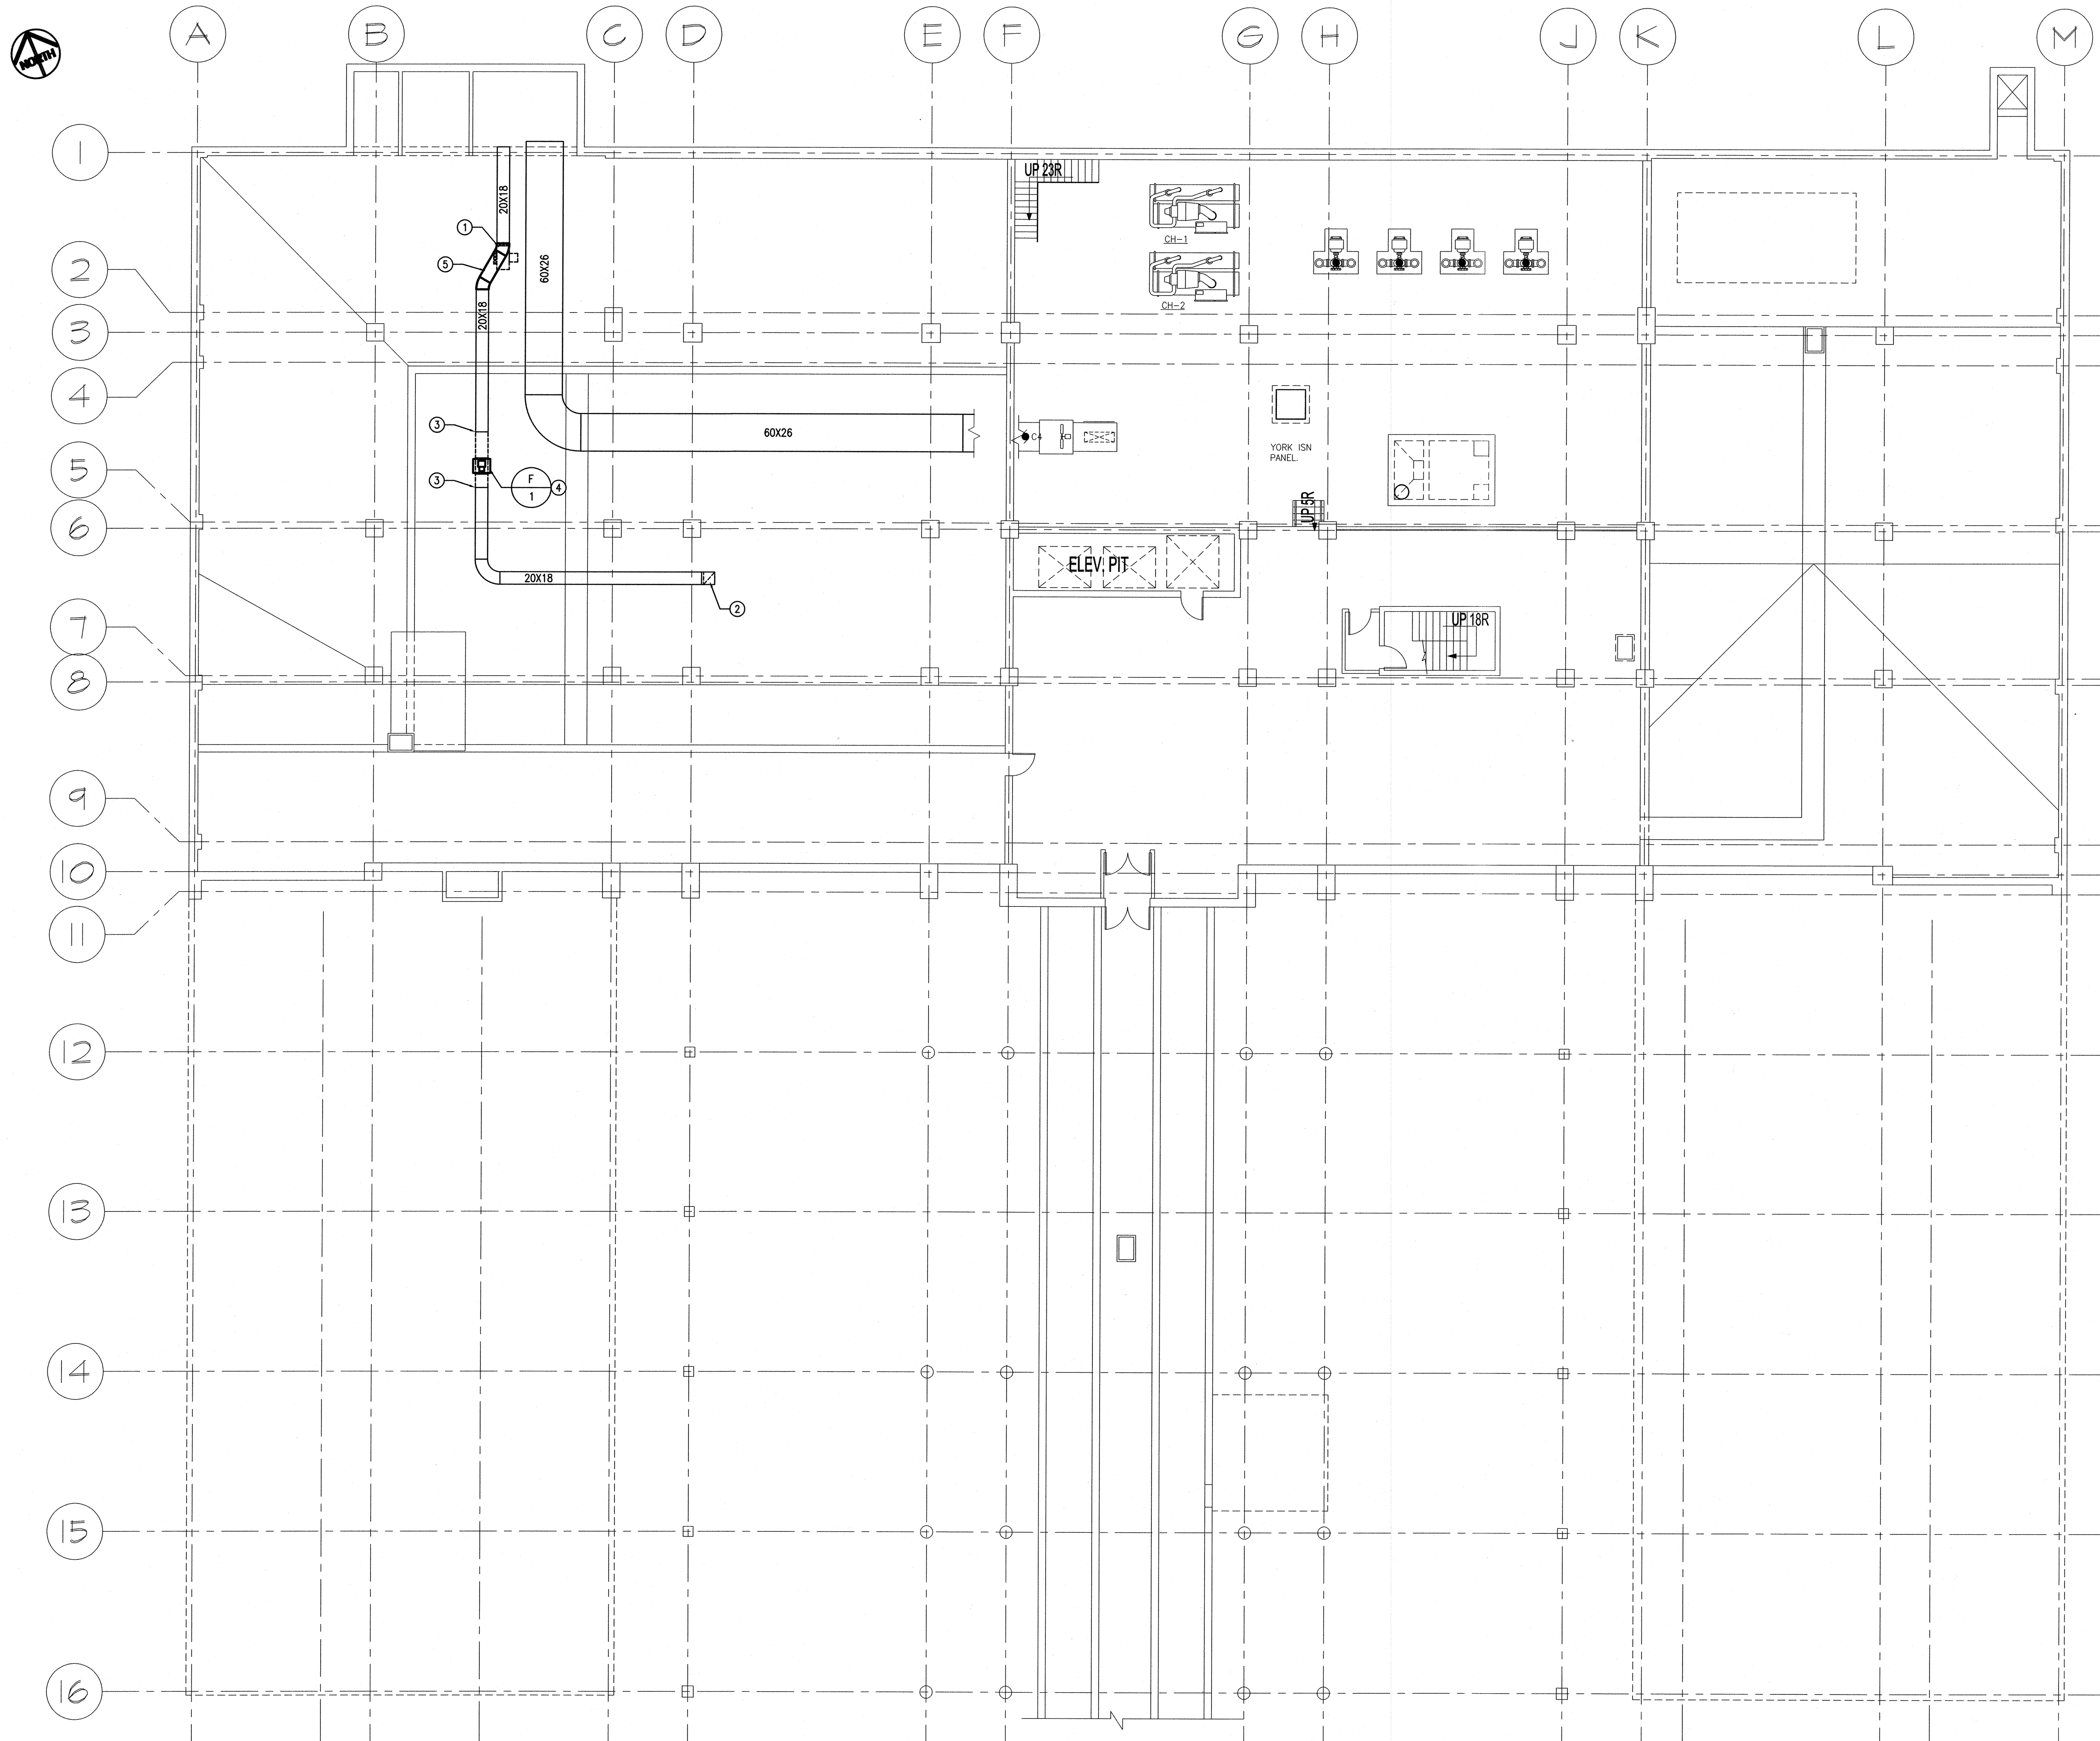 A B C D E F G H J K L M
NORTH
1
UP 23R
20X18
1
CH-1
2
5
60X26
20X18
CH-2
3
4
3
60X26
C4
YORK ISN
PANEL.
5
3
F
1
4
UP 5R
6
ELEV. PIT
20X18
2
7
UP 18R
8
9
10
11
12
13
14
15
16